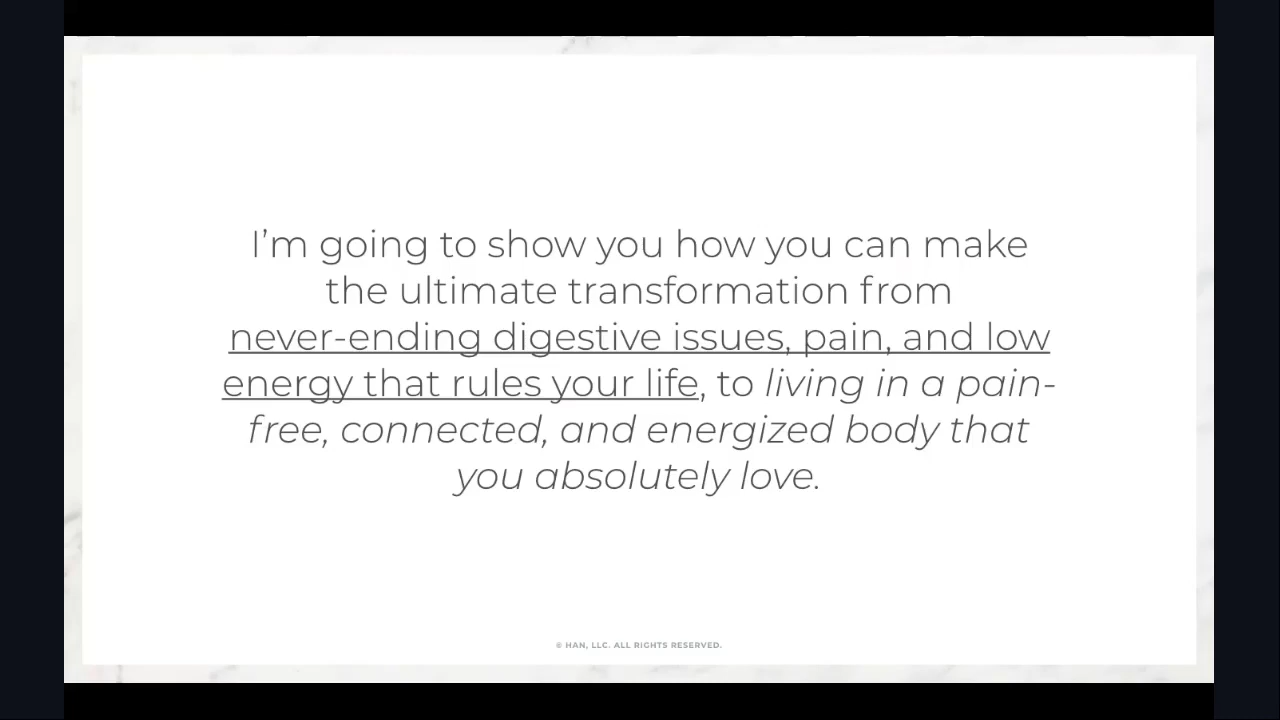 I’m going to show you how you can make
the ultimate transformation from
never-ending digestive issues, pain, and low
energy that rules your life, to living in a pain-
free, connected, and energized body that
you absolutely love.
© HAN, LLC. ALL RIGHTS RESERVED.